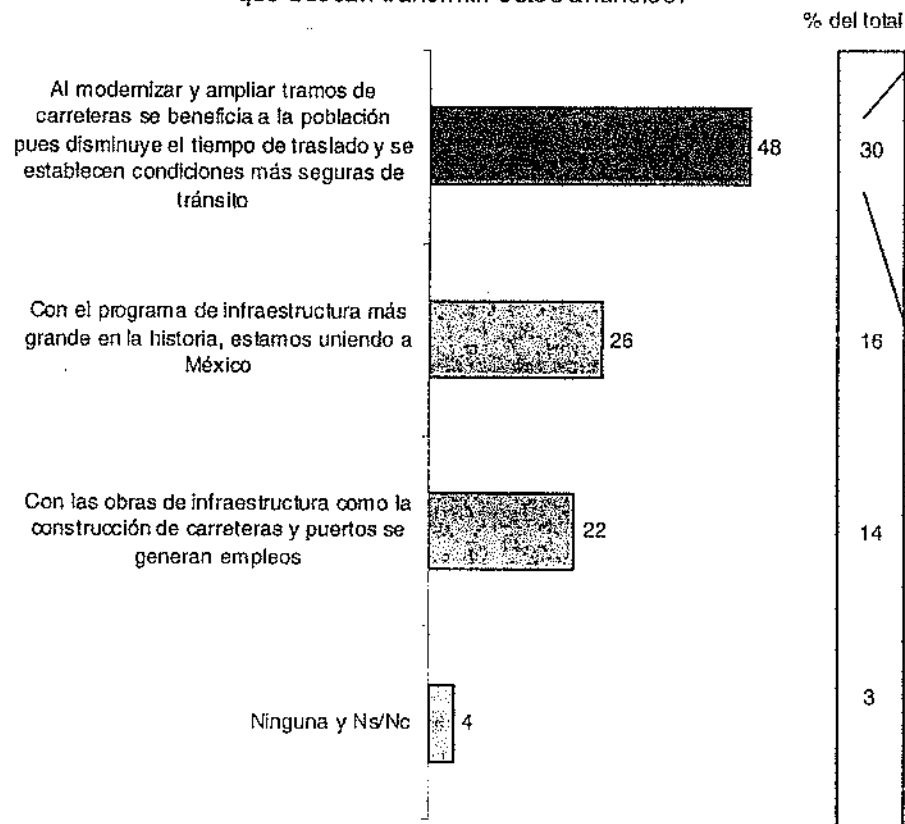 % del total
Al modernizar y ampliar tramos de
carreteras se beneficia a la población
pues disminuye el tiempo de traslado y se
establecen condiciones más seguras de
tránsito
48
30
Con el programa de infraestructura más
grande en la historia, estamos uniendo a
México
26
16
Con las obras de infraestructura como la
construcción de carreteras y puertos se
generan empleos
22
14
Ninguna y Ns/Nc
4
3